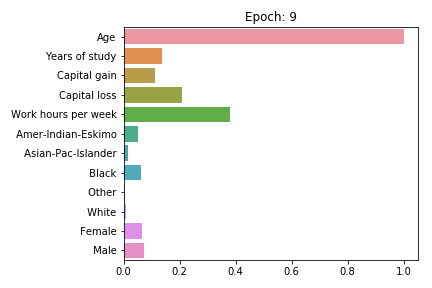 Epoch: 9
Age
Years of study
Capital gain
Capital loss
Work hours per week
Amer-Indian-Eskimo
Asian-Pac-Islander
Black
Other
White
Female
Male
0.0 0.2 0.4 0.6 0.8 1.0